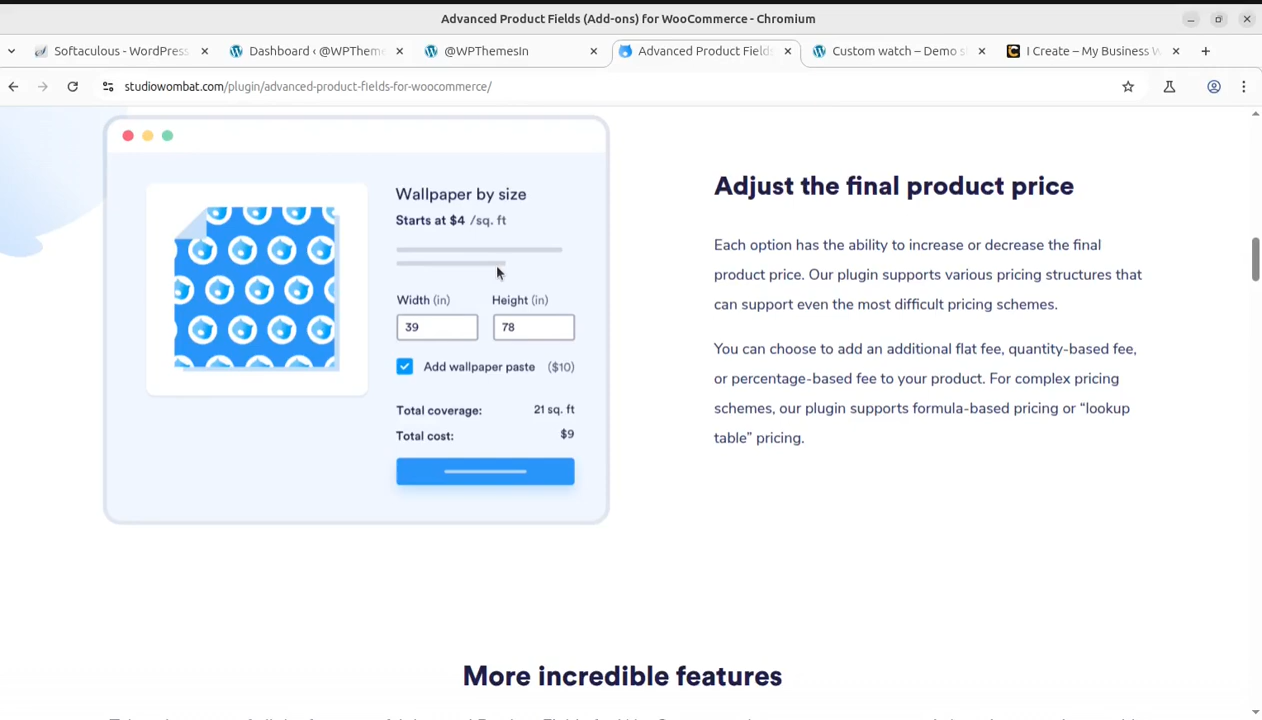 Advanced Product Fields (Add-ons) for WooCommerce - Chromium
Softaculous - WordPress
Dashboard ‹ @WPTheme
@WPThemesIn
Advanced Product Fields
Custom watch – Demo s
I Create – My Business W
studiowombat.com/plugin/advanced-product-fields-for-woocommerce/
Wallpaper by size
Starts at $4 /sq. ft
Width (in) Height (in)
39 78
Add wallpaper paste ($10)
Total coverage: 21 sq. ft
Total cost: $9
Adjust the final product price
Each option has the ability to increase or decrease the final
product price. Our plugin supports various pricing structures that
can support even the most difficult pricing schemes.
You can choose to add an additional flat fee, quantity-based fee,
or percentage-based fee to your product. For complex pricing
schemes, our plugin supports formula-based pricing or “lookup
table” pricing.
More incredible features